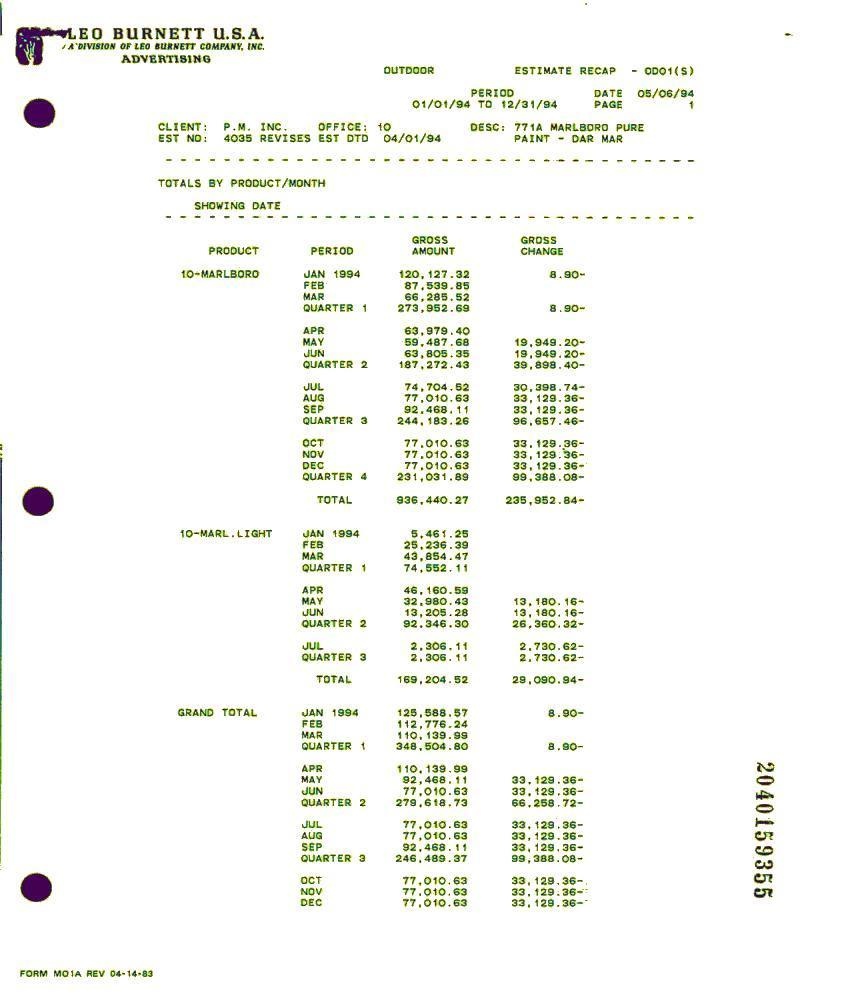 LEO BURNETT U.S.A.
A DIVISION OF LEO BURNETT COMPANY, INC.
ADVERTISING
OUTDOOR ESTIMATE RECAP - OD01(S)
PERIOD DATE 05/06/94
01/01/94 TO 12/31/94 PAGE 1
CLIENT: P.M. INC. OFFICE: 10 DESC: 771A MARLBORO PURE
EST NO: 4035 REVISES EST DTD 04/01/94 PAINT - DAR MAR
TOTALS BY PRODUCT/MONTH
SHOWING DATE
GROSS GROSS
PRODUCT PERIOD AMOUNT CHANGE
10-MARLBORO JAN 1994 120,127.32 8.90-
FEB 87,539.85
MAR 66,285.52
QUARTER 1 273,952.69 8.90-
APR 63,979.40
MAY 59,487.68 19,949.20-
JUN 63,805.35 19,949.20-
QUARTER 2 187,272.43 39,898.40-
JUL 74,704.52 30,398.74-
AUG 77,010.63 33,129.36-
SEP 92,468.11 33,129.36-
QUARTER 3 244,183.26 96,657.46-
OCT 77,010.63 33,129.36-
NOV 77,010.63 33,129.36-
DEC 77,010.63 33,129.36-
QUARTER 4 231,031.89 99,388.08-
TOTAL 936,440.27 235,952.84-
10-MARL.LIGHT JAN 1994 5,461.25
FEB 25,236.39
MAR 43,854.47
QUARTER 1 74,552.11
APR 46,160.59
MAY 32,980.43 13,180.16-
JUN 13,205.28 13,180.16-
QUARTER 2 92,346.30 26,360.32-
JUL 2,306.11 2,730.62-
QUARTER 3 2,306.11 2,730.62-
TOTAL 169,204.52 29,090.94-
GRAND TOTAL JAN 1994 125,588.57 8.90-
FEB 112,776.24
MAR 110,139.99
QUARTER 1 348,504.80 8.90-
APR 110,139.99
MAY 92,468.11 33,129.36-
JUN 77,010.63 33,129.36-
QUARTER 2 279,618.73 66,258.72-
JUL 77,010.63 33,129.36-
AUG 77,010.63 33,129.36-
SEP 92,468.11 33,129.36-
QUARTER 3 246,489.37 99,388.08-
OCT 77,010.63 33,129.36-
NOV 77,010.63 33,129.36-
DEC 77,010.63 33,129.36-
2040159355
FORM MO1A REV 04-14-83